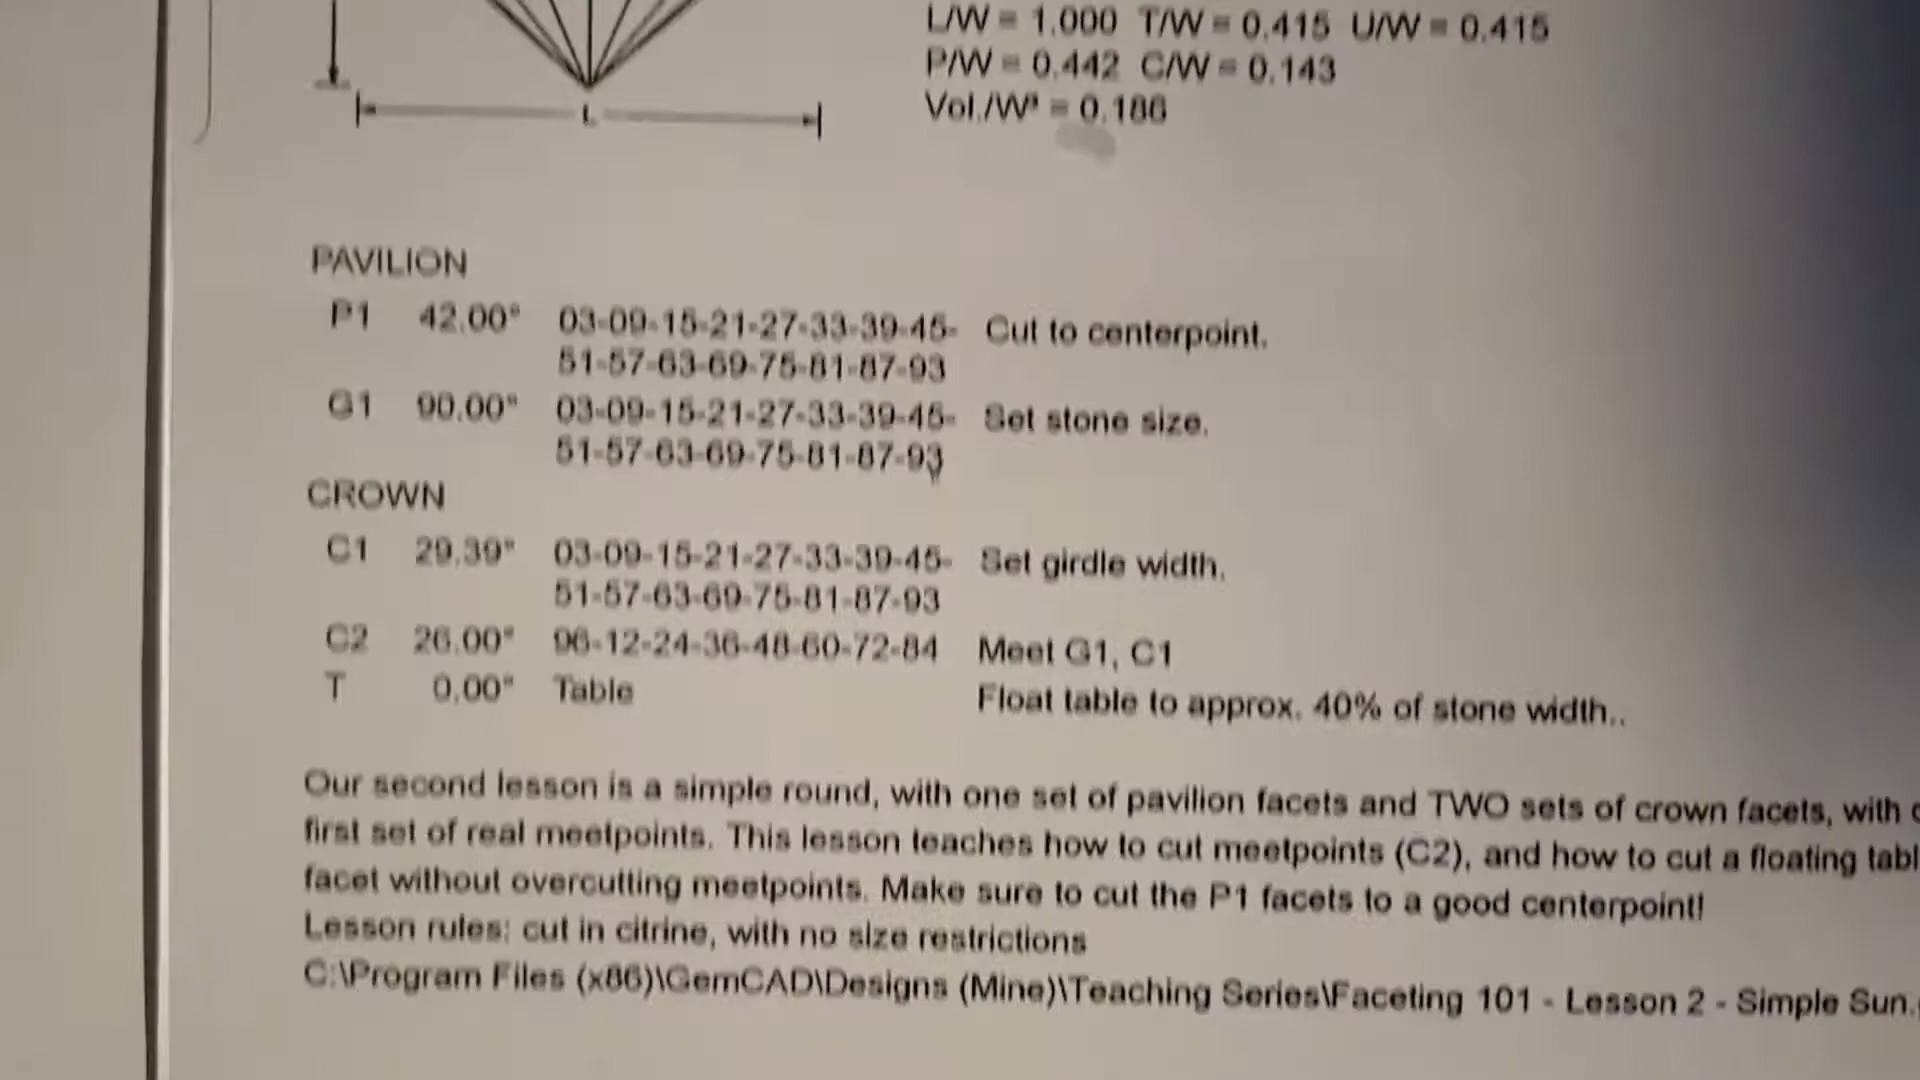 L/W = 1.000 T/W = 0.415 U/W = 0.415
P/W = 0.442 C/W = 0.143
Vol./W³ = 0.186
L
PAVILION
P1 42.00° 03-09-15-21-27-33-39-45- Cut to centerpoint.
51-57-63-69-75-81-87-93
G1 90.00° 03-09-15-21-27-33-39-45- Set stone size.
51-57-63-69-75-81-87-93
CROWN
C1 29.39° 03-09-15-21-27-33-39-45- Set girdle width.
51-57-63-69-75-81-87-93
C2 26.00° 96-12-24-36-48-60-72-84 Meet G1, C1
T 0.00° Table Float table to approx. 40% of stone width..
Our second lesson is a simple round, with one set of pavilion facets and TWO sets of crown facets, with
first set of real meetpoints. This lesson teaches how to cut meetpoints (C2), and how to cut a floating tabl
facet without overcutting meetpoints. Make sure to cut the P1 facets to a good centerpoint!
Lesson rules: cut in citrine, with no size restrictions
C:\Program Files (x86)\GemCAD\Designs (Mine)\Teaching Series\Faceting 101 - Lesson 2 - Simple Sun.